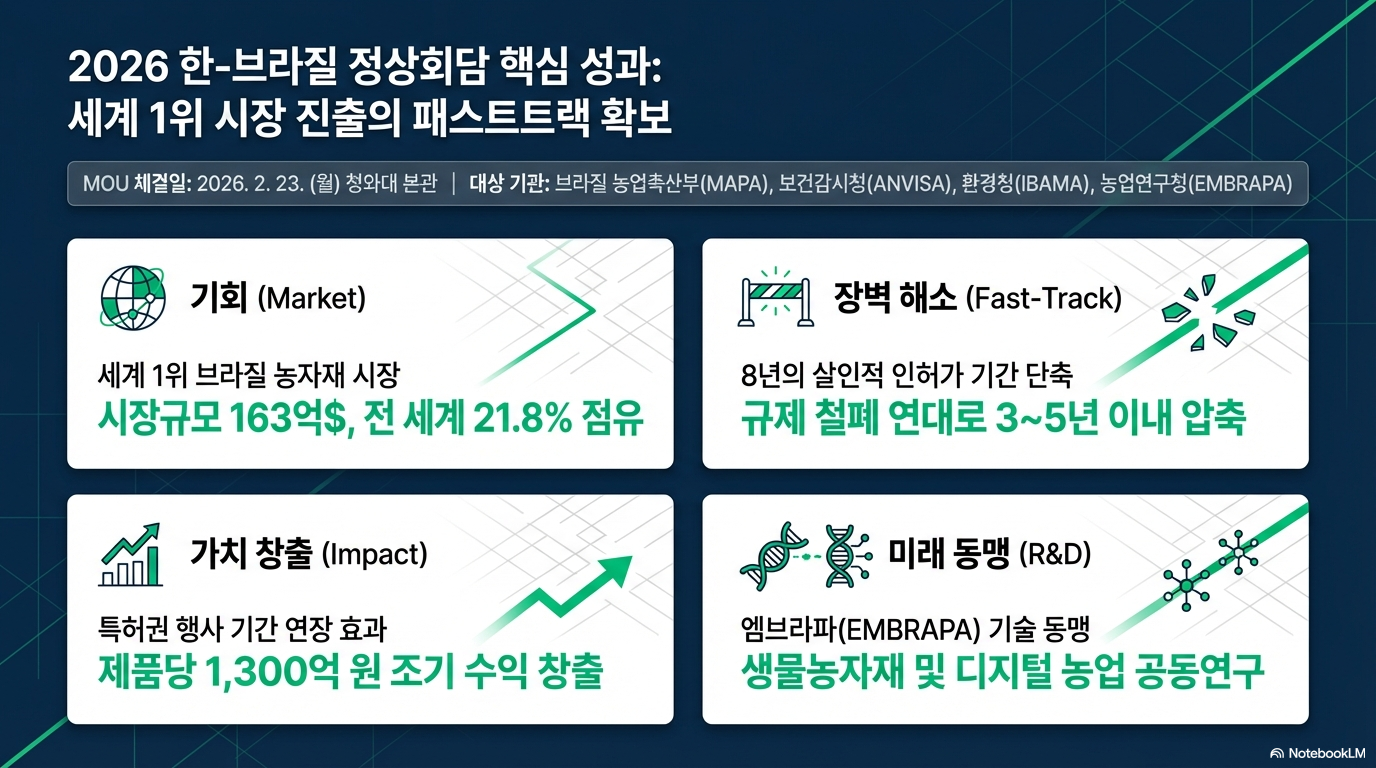 2026 한-브라질 정상회담 핵심 성과:
세계 1위 시장 진출의 패스트트랙 확보
MOU 체결일: 2026. 2. 23. (월) 청와대 본관 | 대상 기관: 브라질 농업축산부(MAPA), 보건감시청(ANVISA), 환경청(IBAMA), 농업연구청(EMBRAPA)
기회 (Market)
세계 1위 브라질 농자재 시장
시장규모 163억$, 전 세계 21.8% 점유
장벽 해소 (Fast-Track)
8년의 살인적 인허가 기간 단축
규제 철폐 연대로 3~5년 이내 압축
가치 창출 (Impact)
특허권 행사 기간 연장 효과
제품당 1,300억 원 조기 수익 창출
미래 동맹 (R&D)
엠브라파(EMBRAPA) 기술 동맹
생물농자재 및 디지털 농업 공동연구
NotebookLM